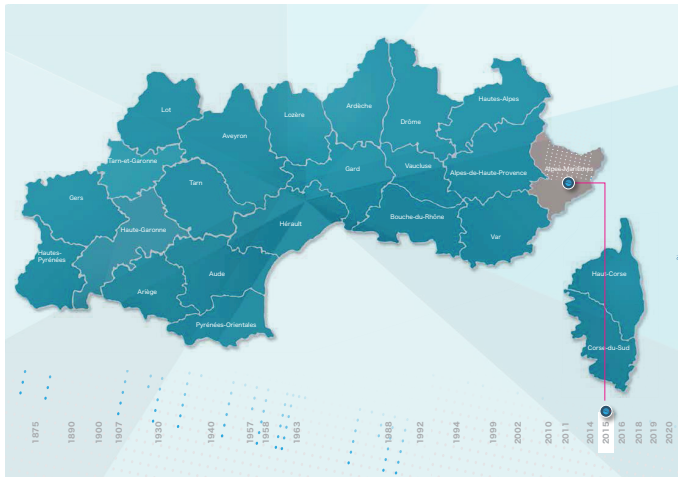 Lot
Aveyron
Lozère
Ardèche
Drôme
Hautes-Alpes
Tarn-et-Garonne
Tarn
Gard
Vaucluse
Alpes-de-Haute-Provence
Alpes-Maritimes
Gers
Haute-Garonne
Hérault
Bouche-du-Rhône
Var
Hautes-
Pyrénées
Ariège
Aude
Pyrénées-Orientales
Haut-Corse
Corse-du-Sud
1875
1890
1900
1907
1930
1940
1957
1958
1963
1988
1992
1994
1999
2002
2010
2011
2014
2015
2016
2018
2019
2020